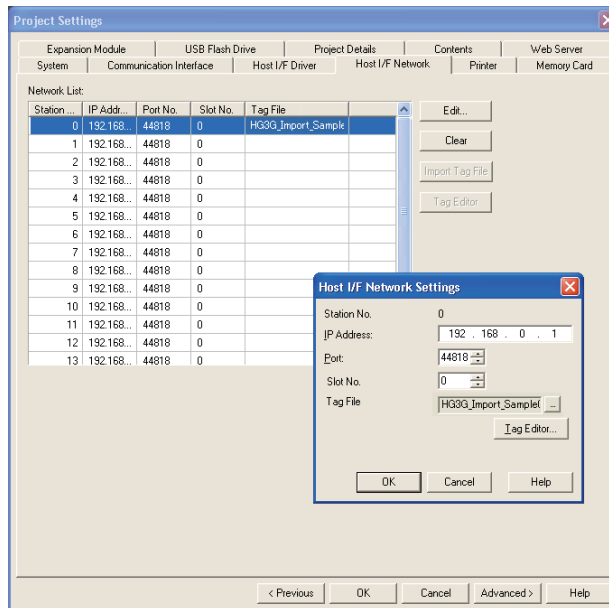 Project Settings
Expansion Module USB Flash Drive Project Details Contents Web Server
System Communication Interface Host I/F Driver Host I/F Network Printer Memory Card
Network List:
Station ... IP Addr... Port No. Slot No. Tag File
0 192.168... 44818 0 HG3G_Import_Sample
1 192.168... 44818 0
2 192.168... 44818 0
3 192.168... 44818 0
4 192.168... 44818 0
5 192.168... 44818 0
6 192.168... 44818 0
7 192.168... 44818 0
8 192.168... 44818 0
9 192.168... 44818 0
10 192.168... 44818 0
11 192.168... 44818 0
12 192.168... 44818 0
13 192.168... 44818 0
Edit...
Clear
Import Tag File
Tag Editor
Host I/F Network Settings
Station No. 0
IP Address: 192 . 168 . 0 . 1
Port: 44818
Slot No. 0
Tag File HG3G_Import_Sample( ...
Tag Editor...
OK Cancel Help
< Previous OK Cancel Advanced > Help